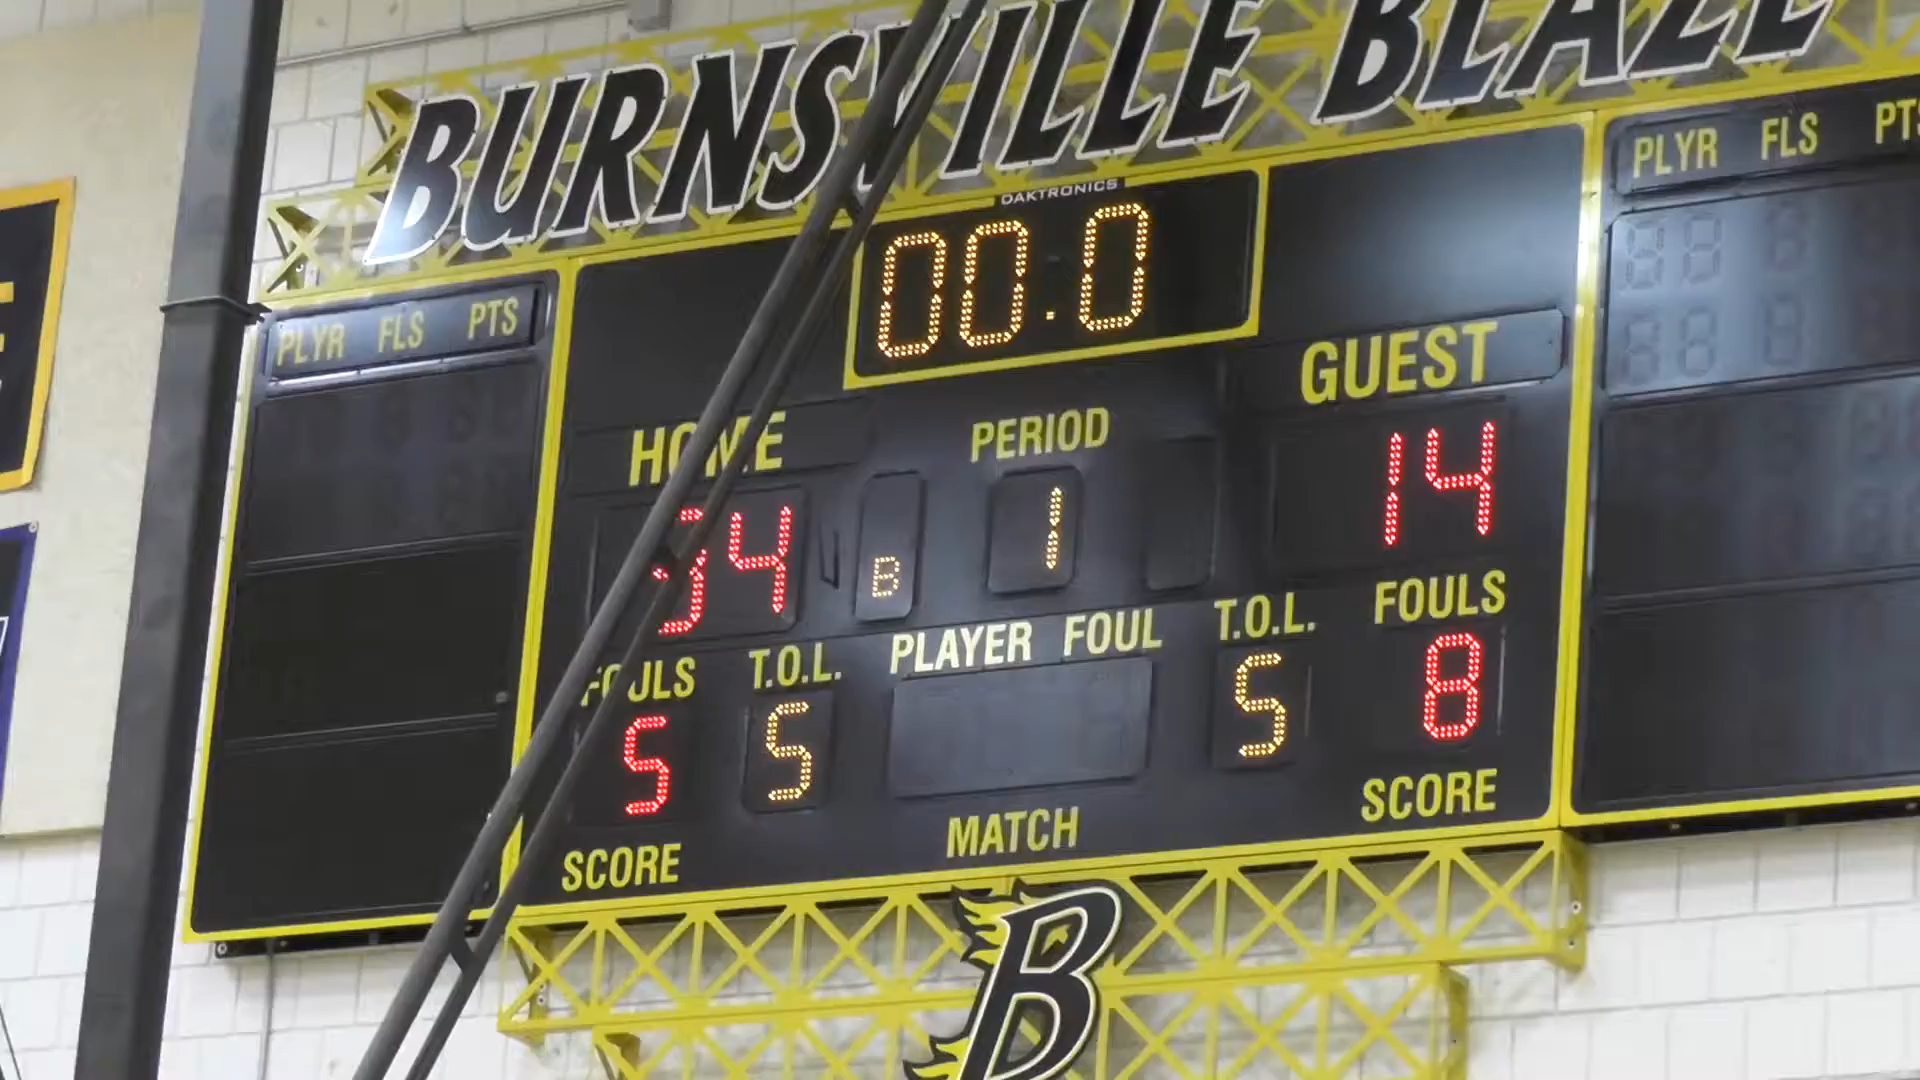 BURNSVILLE BLAZE
DAKTRONICS
PLYR FLS PTS
00.0
PLYR FLS PTS
HOME PERIOD GUEST
34 B 1 14
FOULS T.O.L. PLAYER FOUL T.O.L. FOULS
5 5 5 8
SCORE MATCH SCORE
B